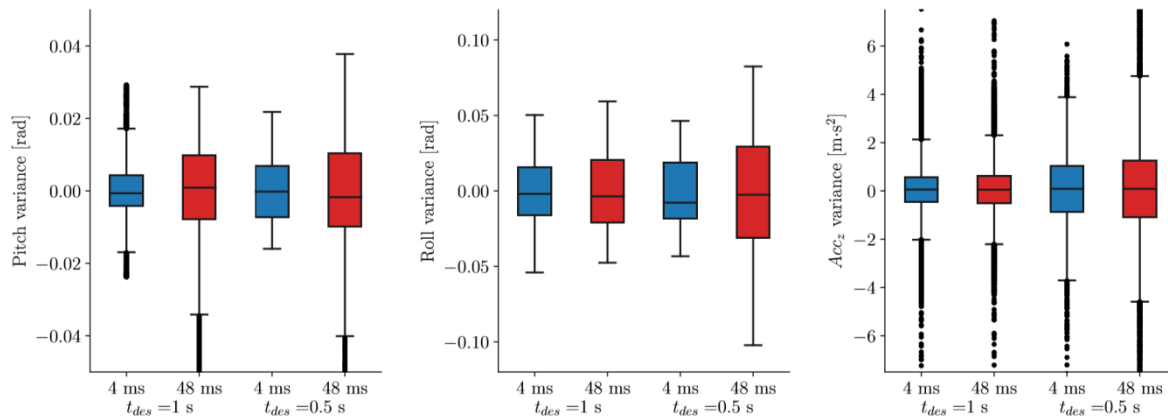 Pitch variance [rad]
0.04
0.02
0.00
−0.02
−0.04
4 ms 48 ms 4 ms 48 ms
t_des =1 s t_des =0.5 s
Roll variance [rad]
0.10
0.05
0.00
−0.05
−0.10
4 ms 48 ms 4 ms 48 ms
t_des =1 s t_des =0.5 s
Acc_z variance [m·s²]
6
4
2
0
−2
−4
−6
4 ms 48 ms 4 ms 48 ms
t_des =1 s t_des =0.5 s